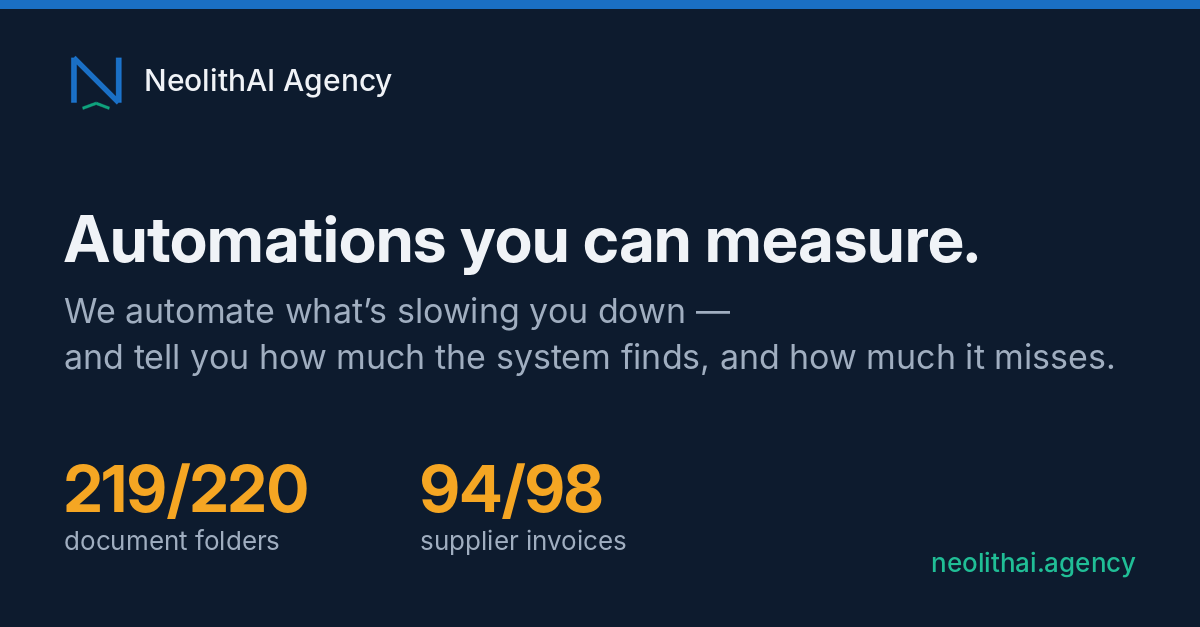 NeolithAI Agency
Automations you can measure.
We automate what’s slowing you down —
and tell you how much the system finds, and how much it misses.
219/220
document folders
94/98
supplier invoices
neolithai.agency